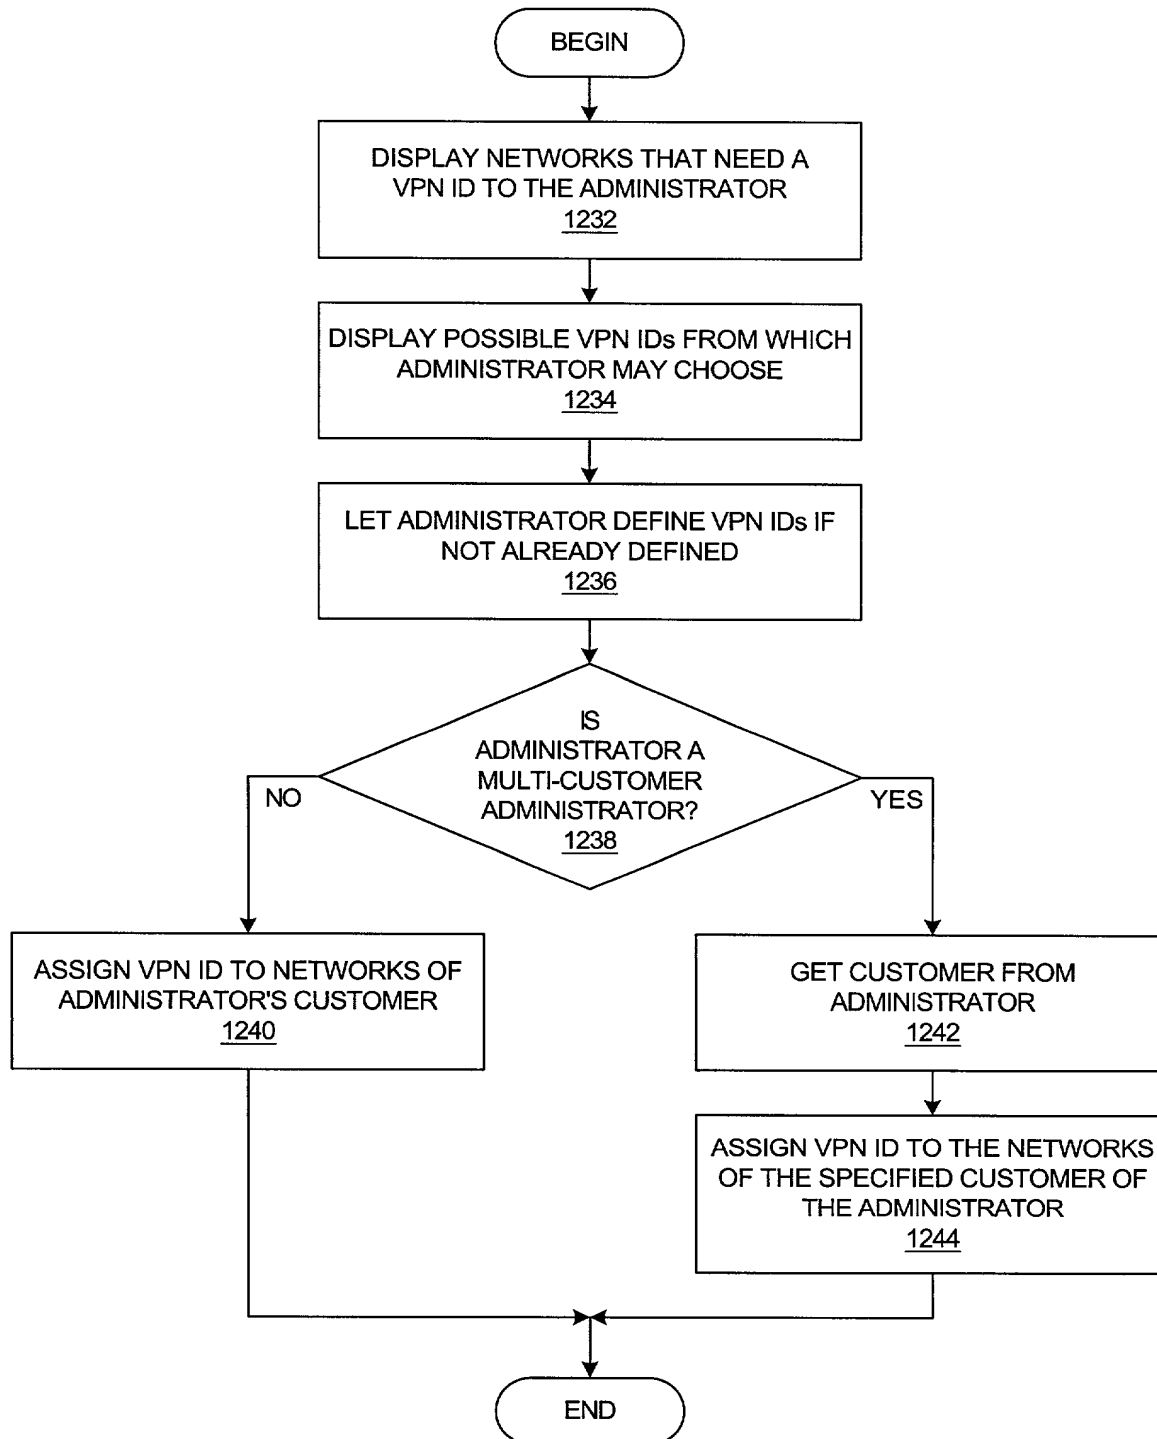 BEGIN
DISPLAY NETWORKS THAT NEED A
VPN ID TO THE ADMINISTRATOR
1232
DISPLAY POSSIBLE VPN IDs FROM WHICH
ADMINISTRATOR MAY CHOOSE
1234
LET ADMINISTRATOR DEFINE VPN IDs IF
NOT ALREADY DEFINED
1236
IS
ADMINISTRATOR A
MULTI-CUSTOMER
ADMINISTRATOR?
1238
NO
YES
ASSIGN VPN ID TO NETWORKS OF
ADMINISTRATOR'S CUSTOMER
1240
GET CUSTOMER FROM
ADMINISTRATOR
1242
ASSIGN VPN ID TO THE NETWORKS
OF THE SPECIFIED CUSTOMER OF
THE ADMINISTRATOR
1244
END